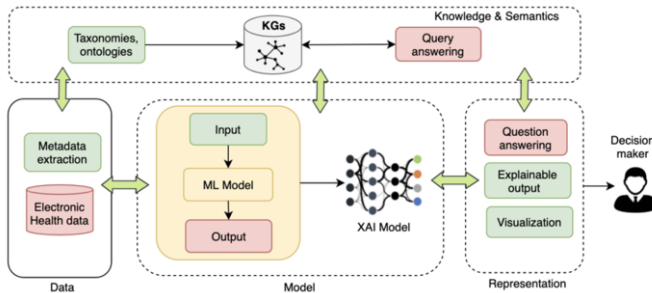 Knowledge & Semantics
Taxonomies,
ontologies
KGs
Query
answering
Metadata
extraction
Electronic
Health data
Data
Input
ML Model
Output
XAI Model
Model
Question
answering
Explainable
output
Visualization
Representation
Decision
maker